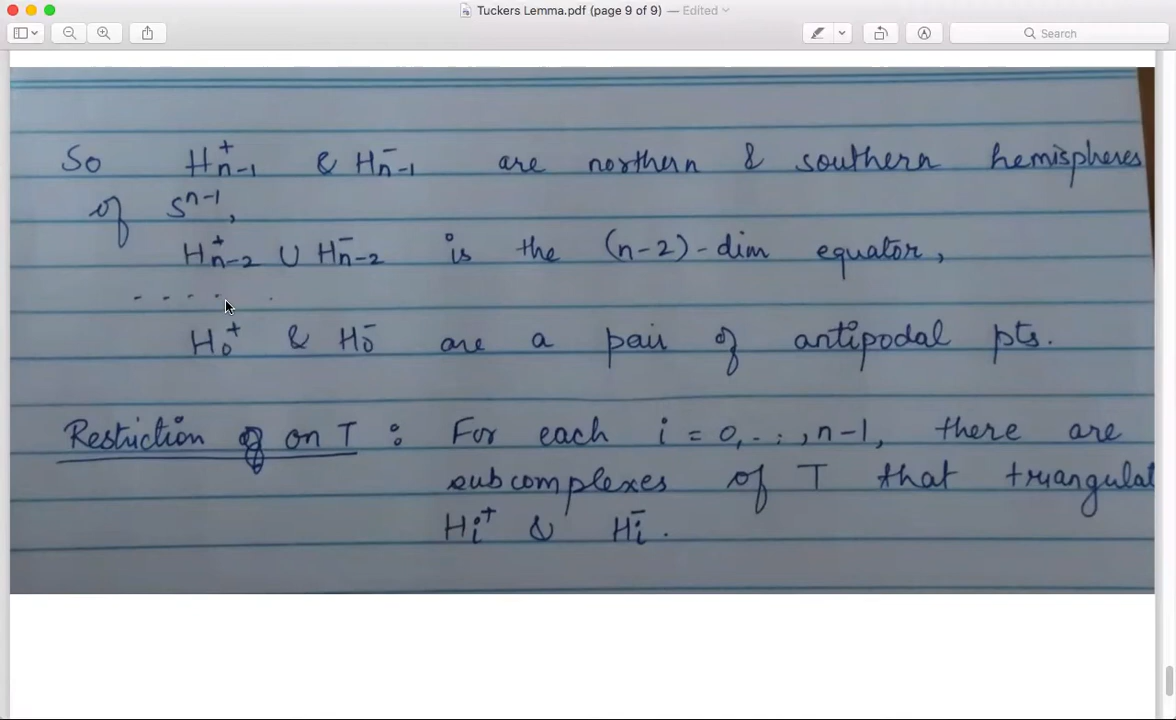 Tuckers Lemma.pdf (page 9 of 9) — Edited
Search
So H⁺ₙ₋₁ & H⁻ₙ₋₁ are northern & southern hemispheres
of Sⁿ⁻¹,
H⁺ₙ₋₂ ∪ H⁻ₙ₋₂ is the (n-2)-dim equator,
.....
H₀⁺ & H₀⁻ are a pair of antipodal pts.
Restriction on T : For each i = 0,..., n-1, there are
subcomplexes of T that triangulat
Hᵢ⁺ & Hᵢ⁻.